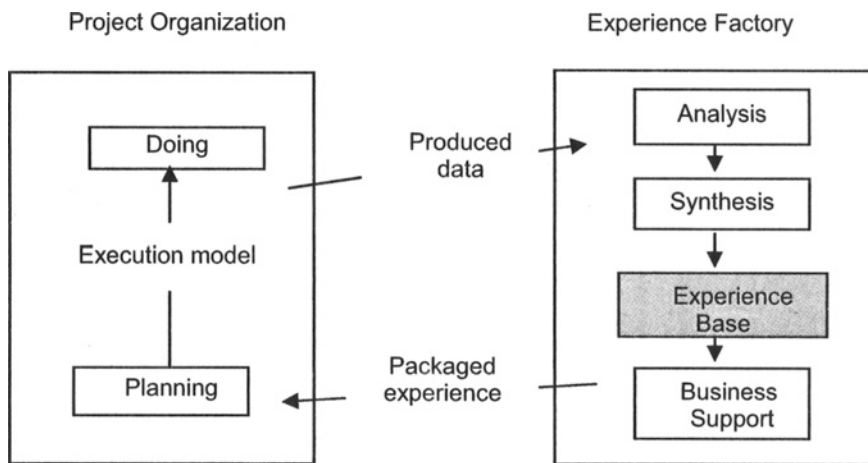 Project Organization
Experience Factory
Doing
Execution model
Planning
Produced
data
Packaged
experience
Analysis
Synthesis
Experience
Base
Business
Support